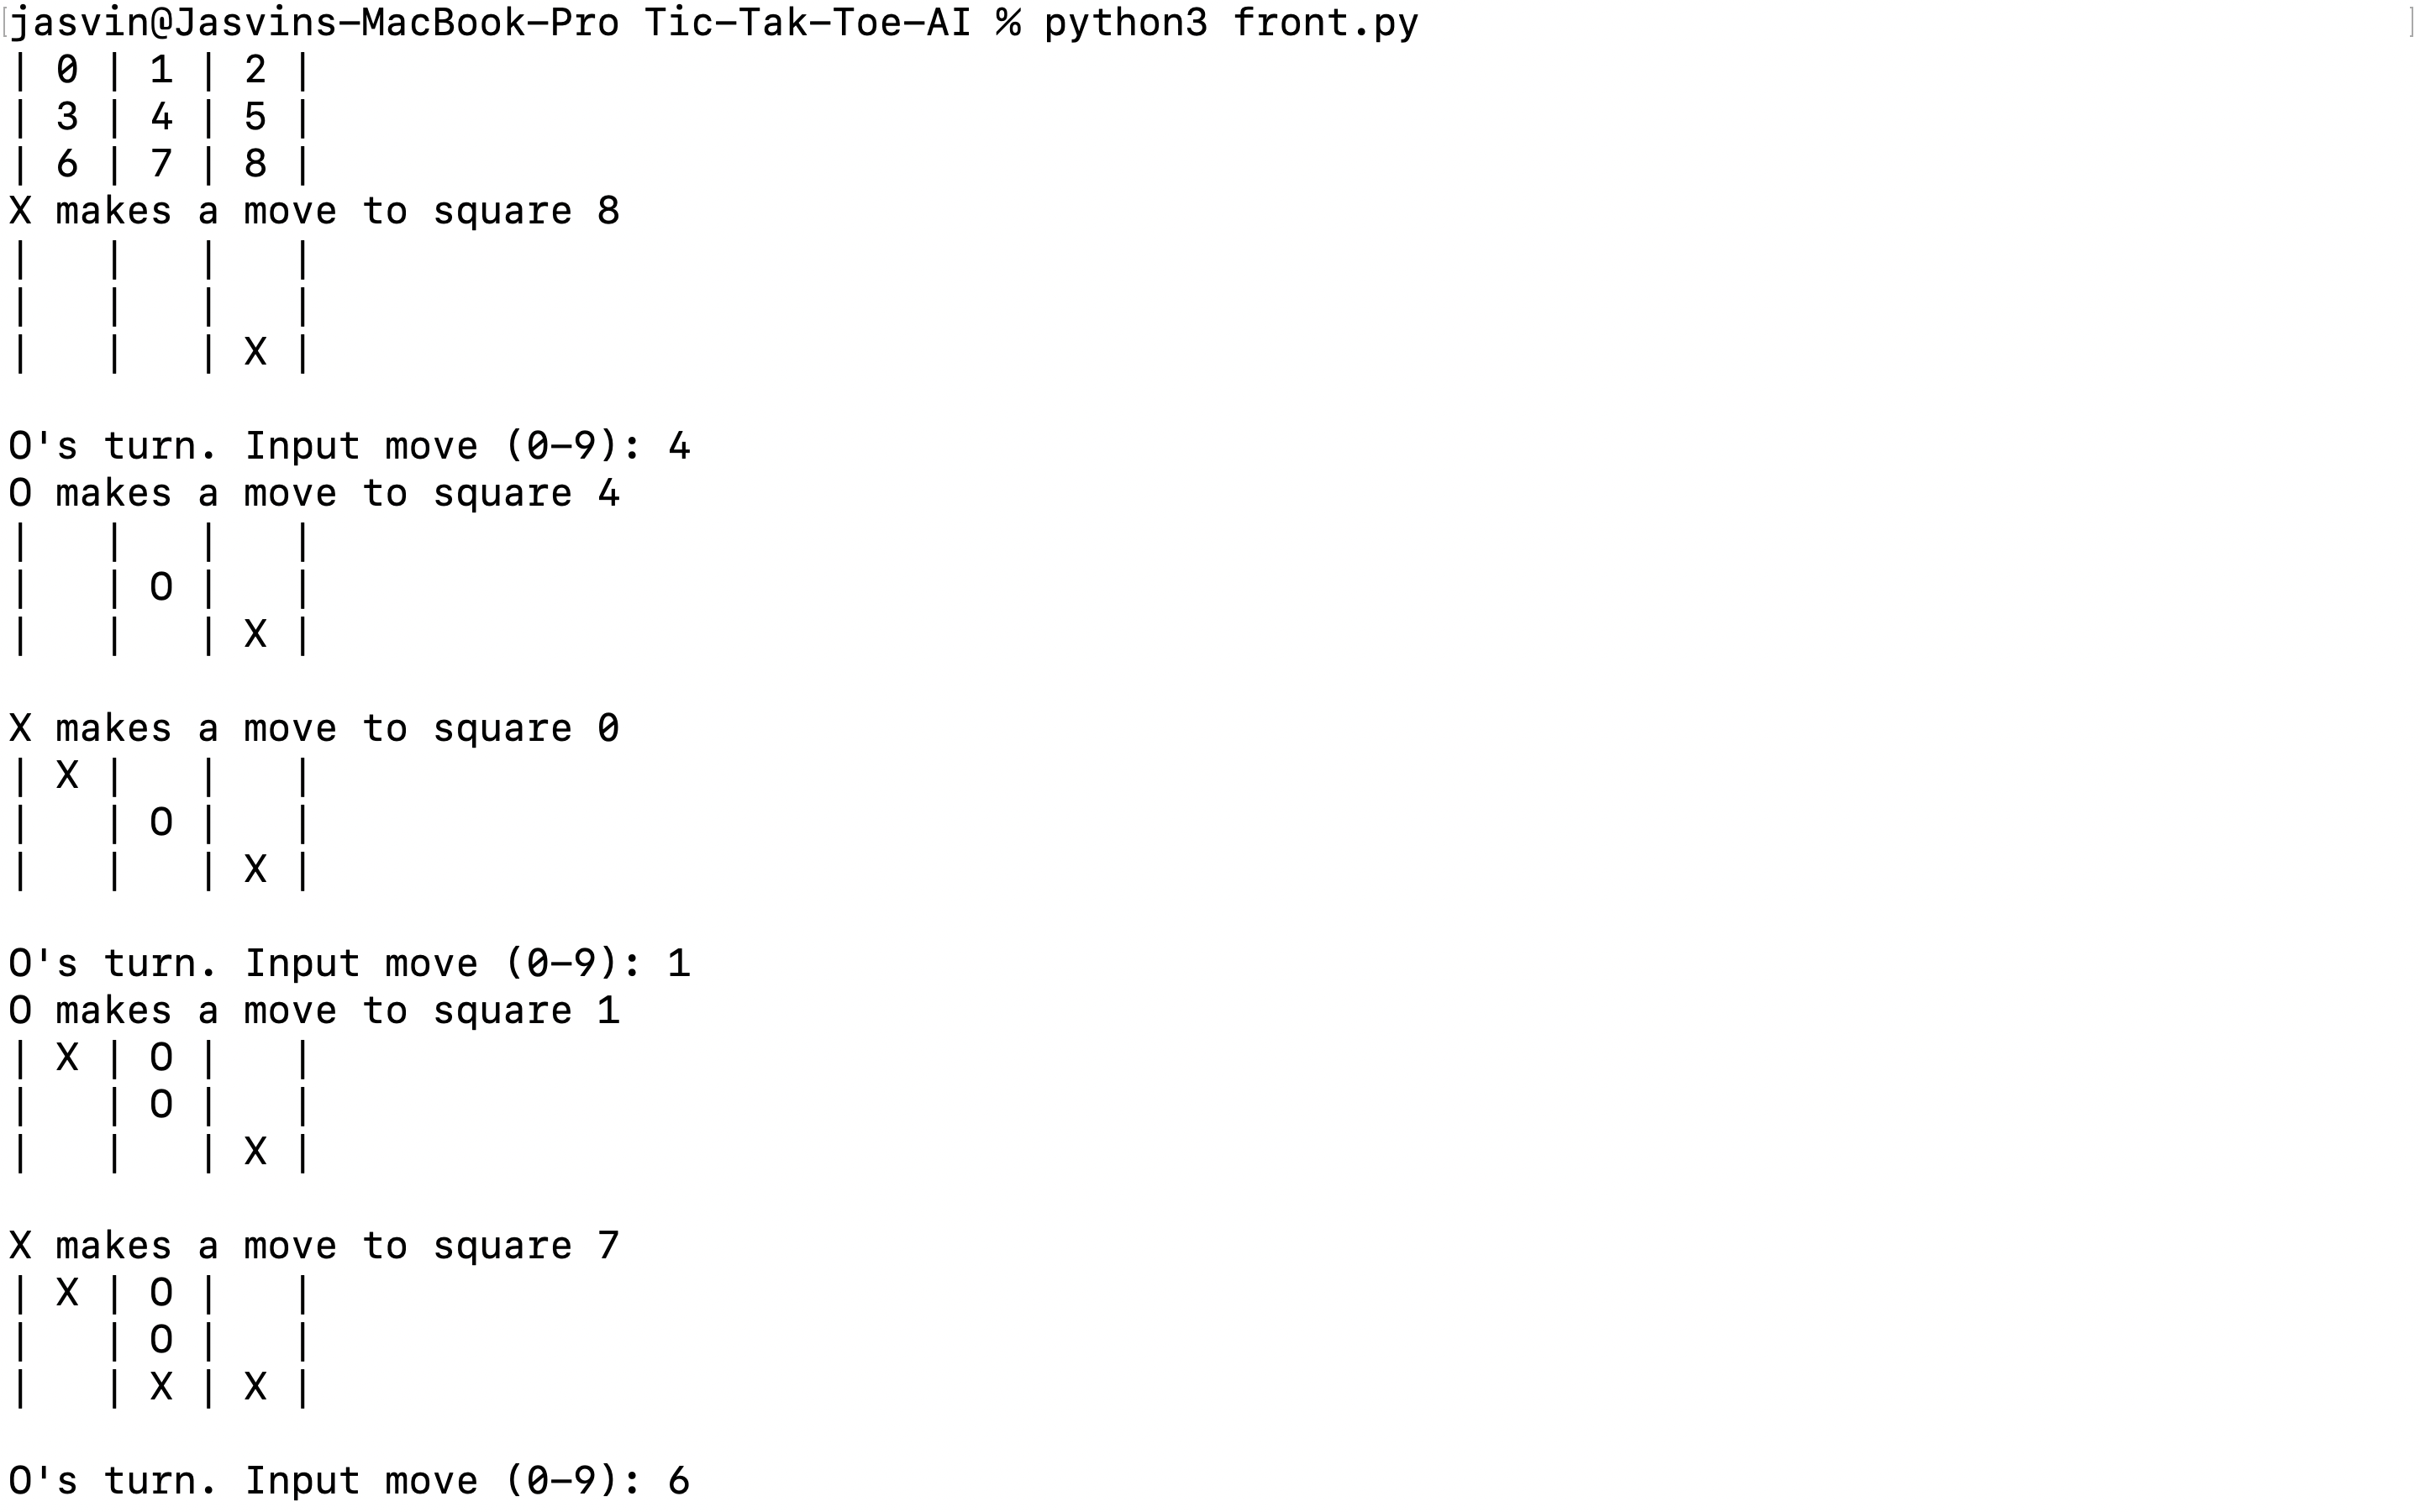 jasvin@Jasvins-MacBook-Pro Tic-Tak-Toe-AI % python3 front.py
| 0 | 1 | 2 |
| 3 | 4 | 5 |
| 6 | 7 | 8 |
X makes a move to square 8
|   |   |   |
|   |   |   |
|   |   | X |
O's turn. Input move (0-9): 4
O makes a move to square 4
|   |   |   |
|   | O |   |
|   |   | X |
X makes a move to square 0
| X |   |   |
|   | O |   |
|   |   | X |
O's turn. Input move (0-9): 1
O makes a move to square 1
| X | O |   |
|   | O |   |
|   |   | X |
X makes a move to square 7
| X | O |   |
|   | O |   |
|   | X | X |
O's turn. Input move (0-9): 6